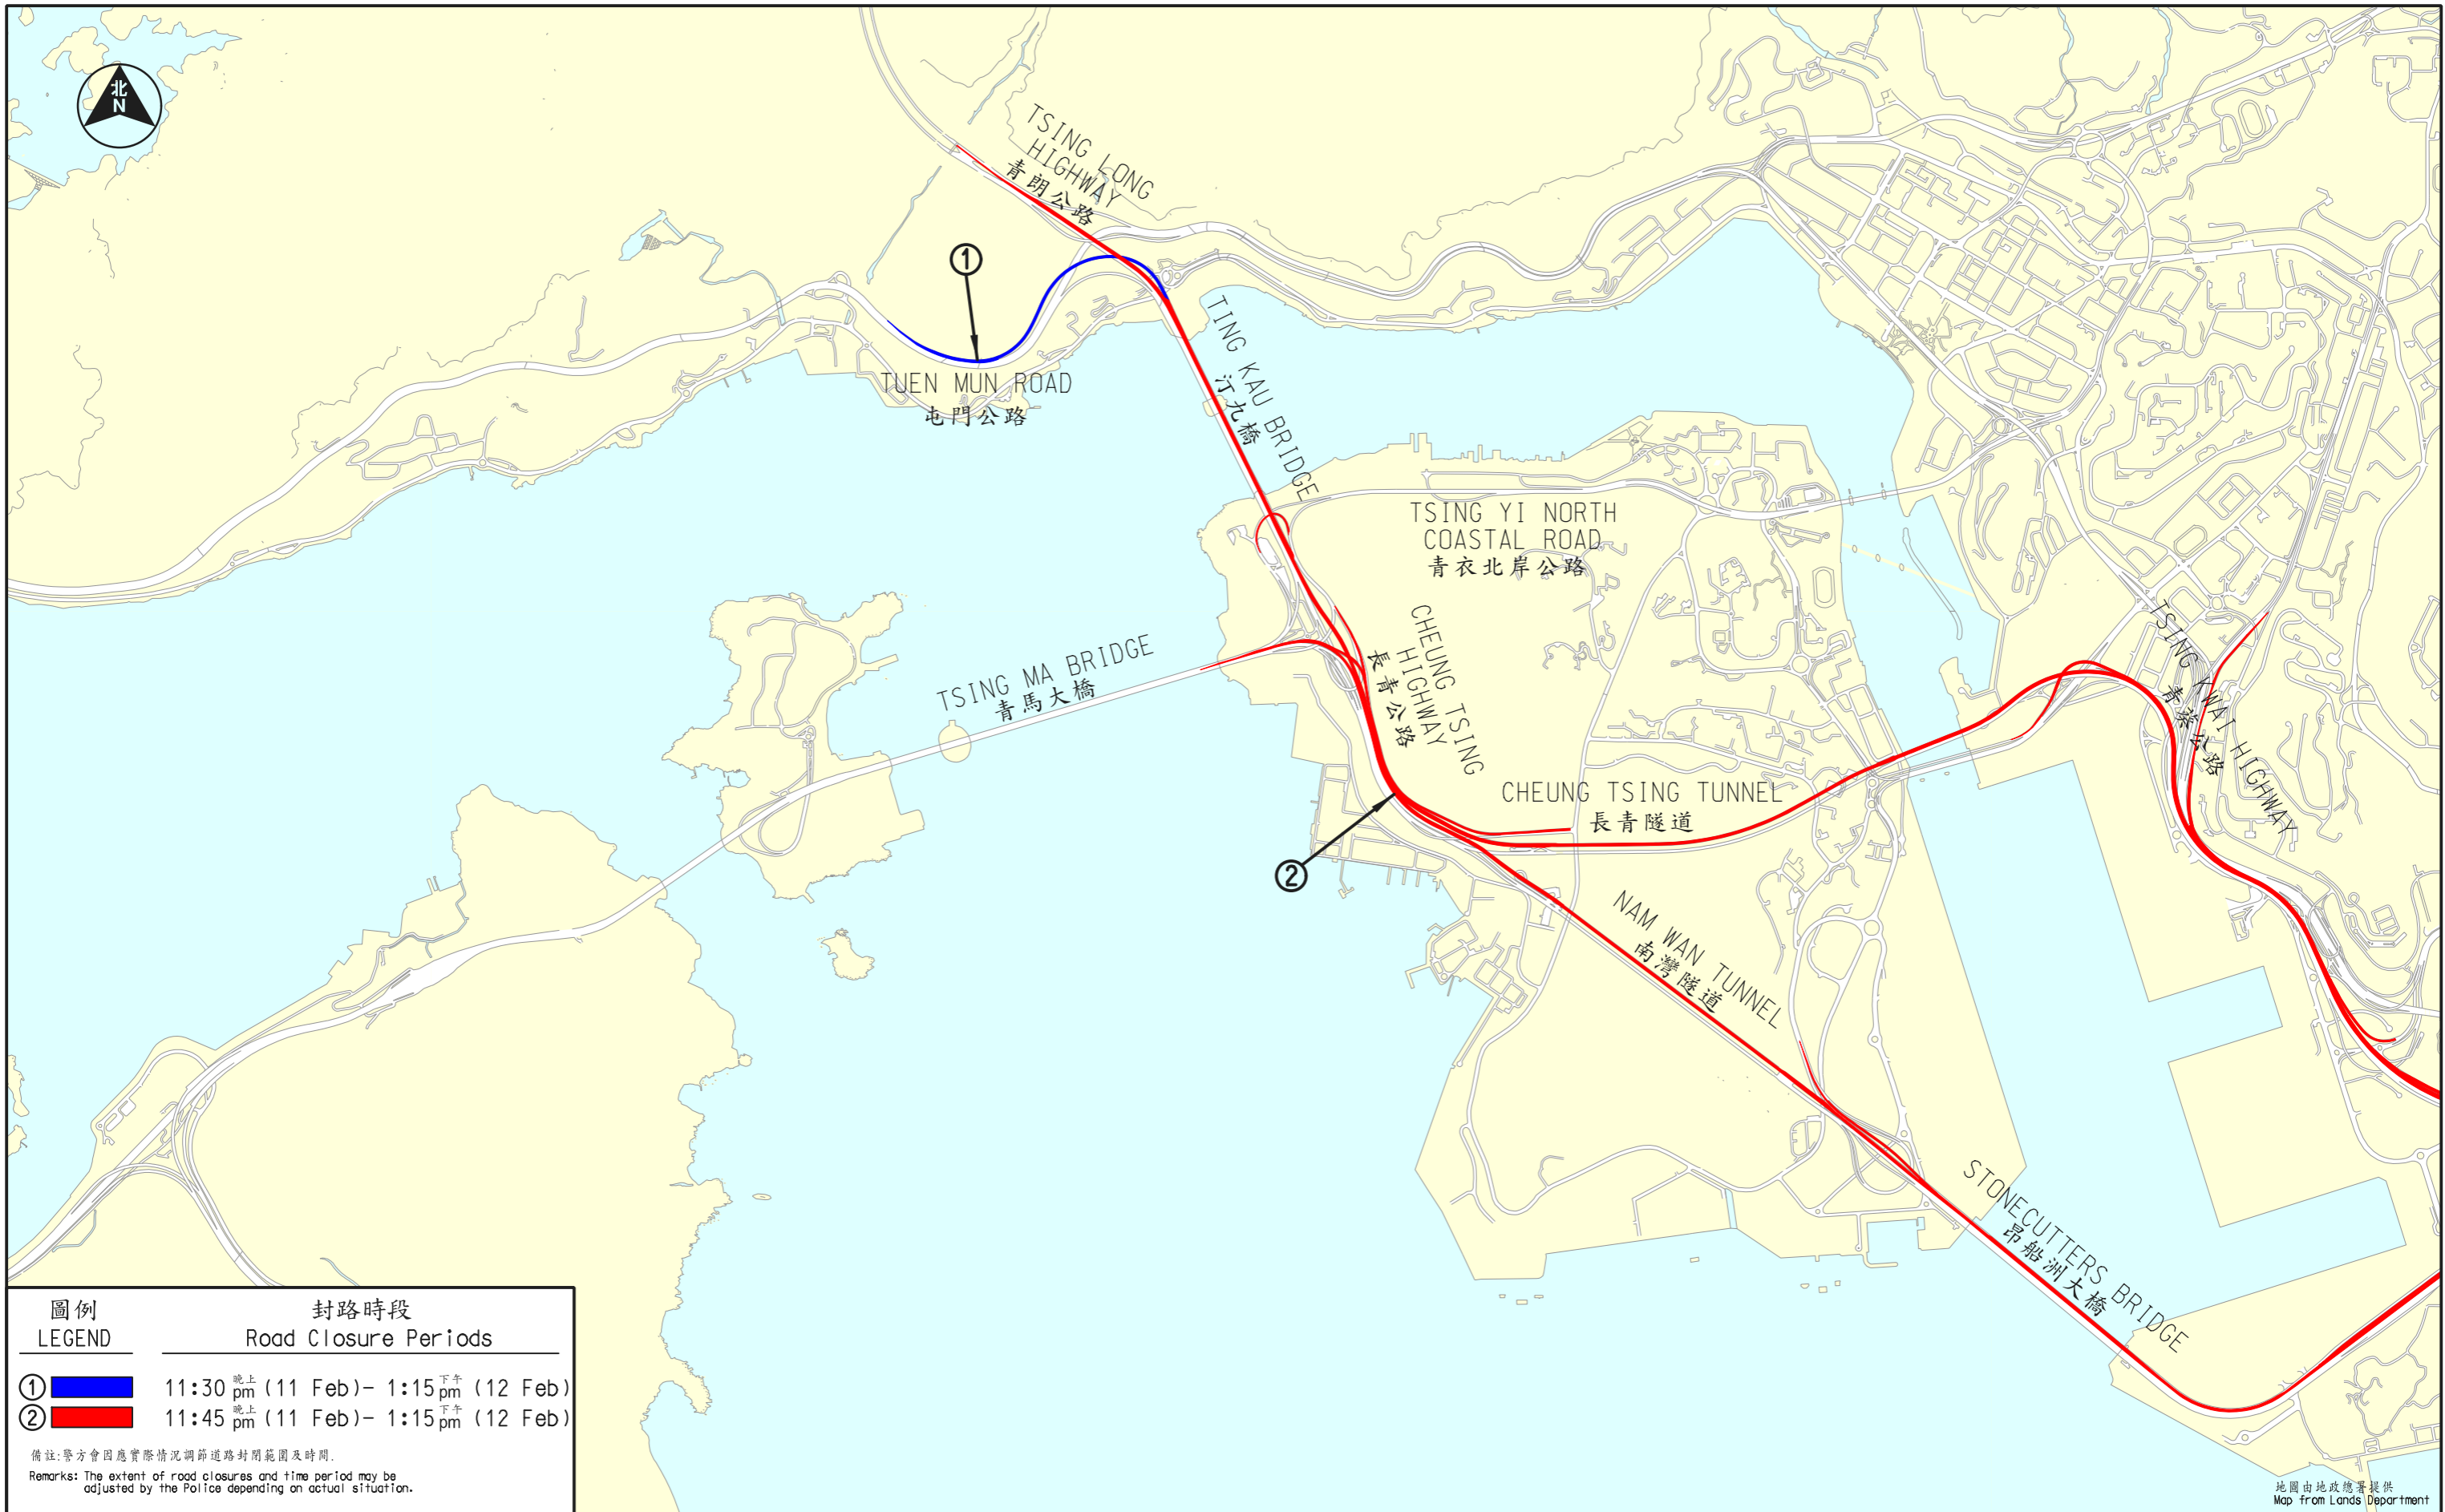 北
N
TSING LONG
HIGHWAY
青朗公路
①
TUEN MUN ROAD
屯門公路
TING KAU BRIDGE
汀九橋
TSING YI NORTH
COASTAL ROAD
青衣北岸公路
TSING MA BRIDGE
青馬大橋
CHEUNG TSING
HIGHWAY
長青公路
TSING KWAI HIGHWAY
青葵公路
CHEUNG TSING TUNNEL
長青隧道
②
NAM WAN TUNNEL
南灣隧道
STONECUTTERS BRIDGE
昂船洲大橋
圖例
LEGEND
封路時段
Road Closure Periods
① 11:30 晚上 pm (11 Feb)- 1:15 下午 pm (12 Feb)
② 11:45 晚上 pm (11 Feb)- 1:15 下午 pm (12 Feb)
備註:警方會因應實際情況調節道路封閉範圍及時間.
Remarks: The extent of road closures and time period may be
adjusted by the Police depending on actual situation.
地圖由地政總署提供
Map from Lands Department